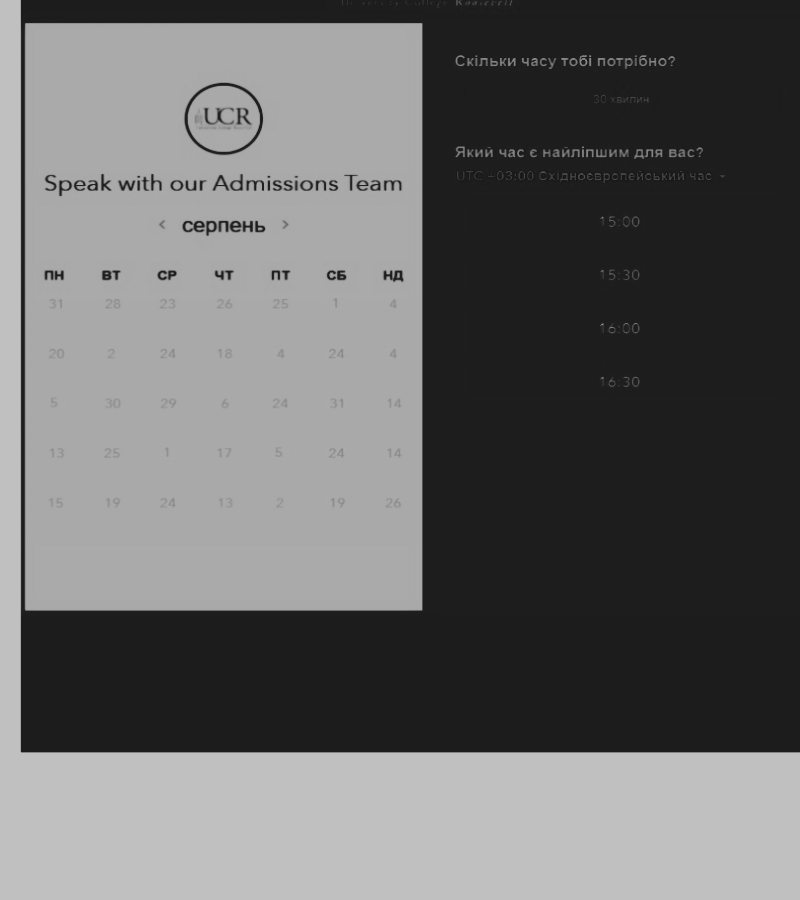 University College Roosevelt
UCR
Speak with our Admissions Team
‹ серпень ›
ПН ВТ СР ЧТ ПТ СБ НД
31 28 23 26 25 1 4
20 2 24 18 4 24 4
5 30 29 6 24 31 14
13 25 1 17 5 24 14
15 19 24 13 2 19 26
Скільки часу тобі потрібно?
30 хвилин
Який час є найліпшим для вас?
UTC −03:00 Східноєвропейський час
15:00
15:30
16:00
16:30